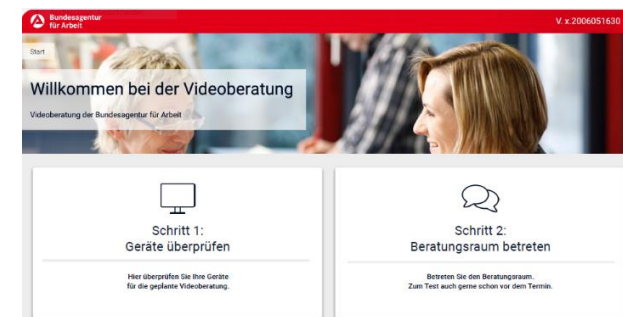 Bundesagentur
für Arbeit
V. x.2006051630
Start
Willkommen bei der Videoberatung
Videoberatung der Bundesagentur für Arbeit
Schritt 1:
Geräte überprüfen
Hier überprüfen Sie Ihre Geräte
für die geplante Videoberatung.
Schritt 2:
Beratungsraum betreten
Betreten Sie den Beratungsraum.
Zum Test auch gerne schon vor dem Termin.